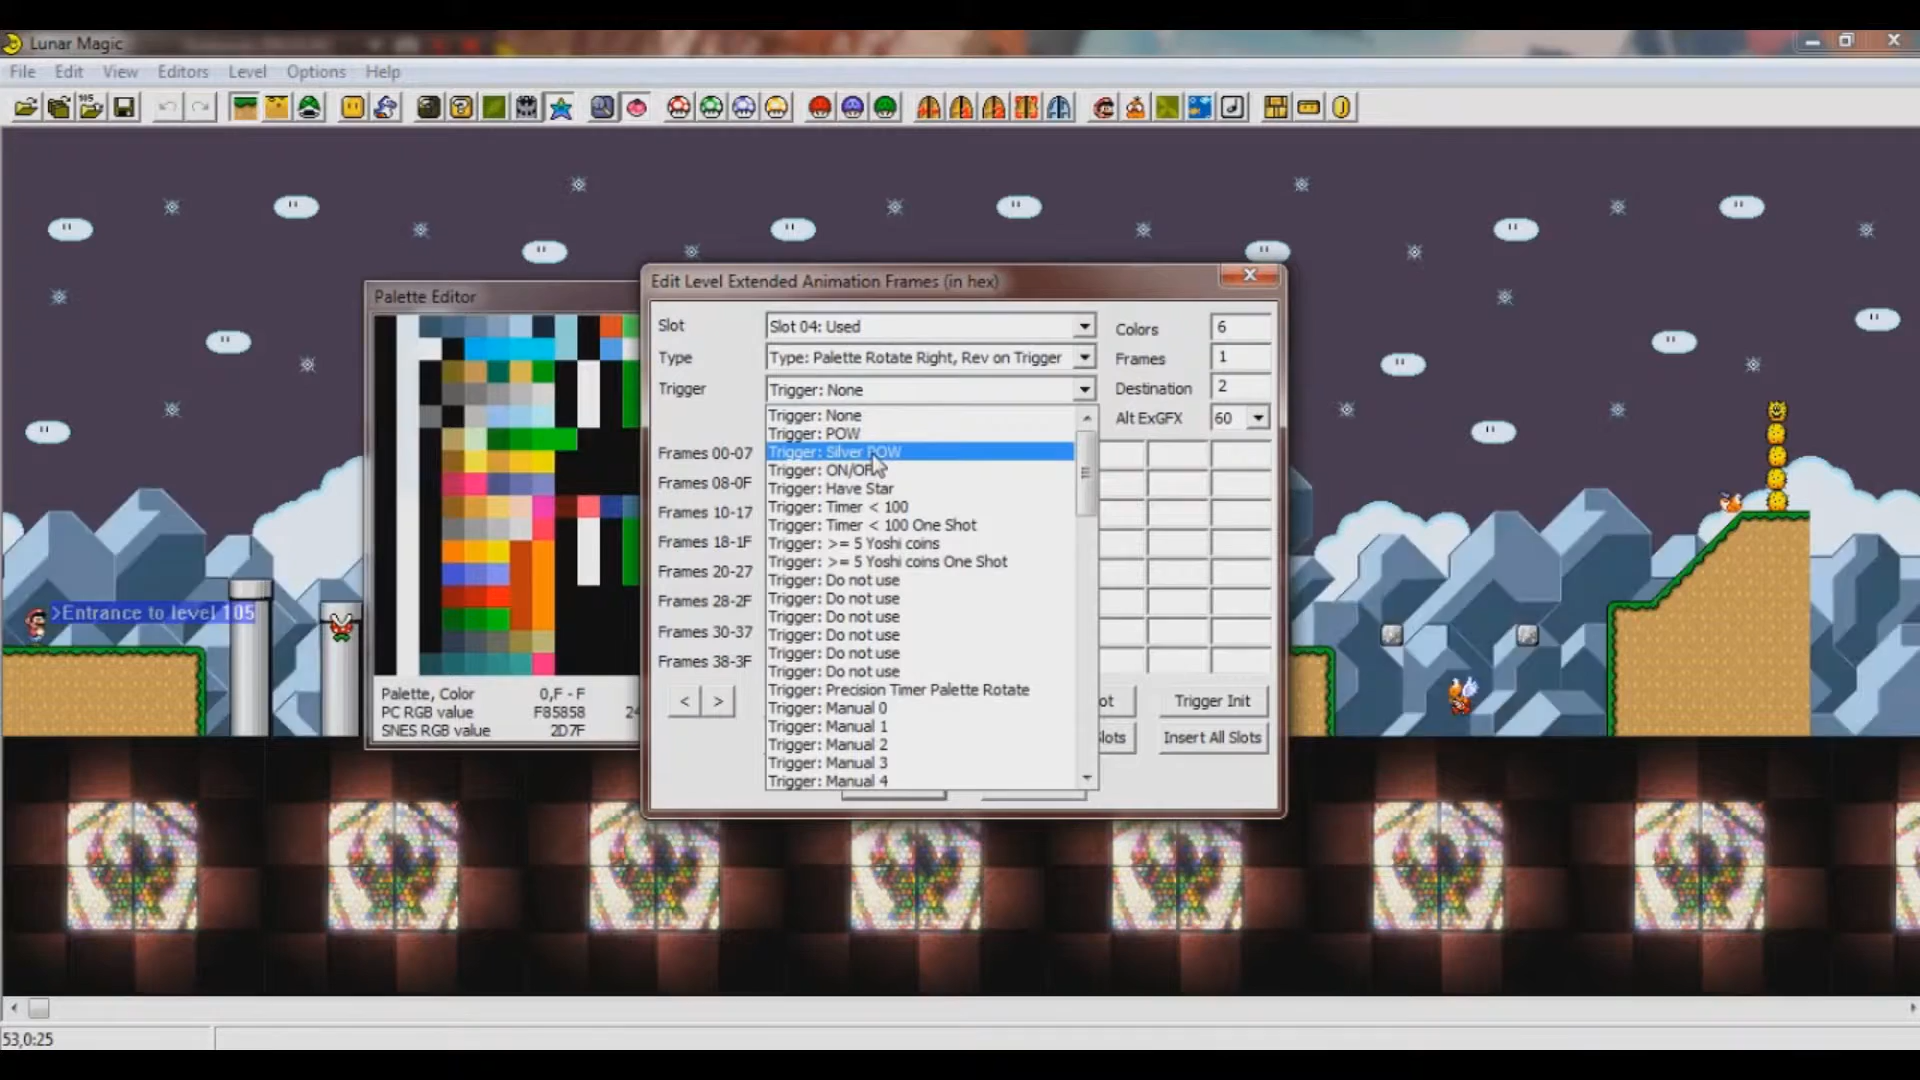 Lunar Magic
File Edit View Editors Level Options Help
105
Edit Level Extended Animation Frames (in hex)
Palette Editor
Slot Slot 04: Used Colors 6
Type Type: Palette Rotate Right, Rev on Trigger Frames 1
Trigger Trigger: None Destination 2
Alt ExGFX 60
Trigger: None
Trigger: POW
Trigger: Silver POW
Trigger: ON/OFF
Trigger: Have Star
Trigger: Timer < 100
Trigger: Timer < 100 One Shot
Trigger: >= 5 Yoshi coins
Trigger: >= 5 Yoshi coins One Shot
Trigger: Do not use
Trigger: Do not use
Trigger: Do not use
Trigger: Do not use
Trigger: Do not use
Trigger: Do not use
Trigger: Precision Timer Palette Rotate
Trigger: Manual 0
Trigger: Manual 1
Trigger: Manual 2
Trigger: Manual 3
Trigger: Manual 4
Frames 00-07
Frames 08-0F
Frames 10-17
Frames 18-1F
Frames 20-27
Frames 28-2F
Frames 30-37
Frames 38-3F
< >
ot Trigger Init
Slots Insert All Slots
>Entrance to level 105
Palette, Color 0,F - F
PC RGB value F85858 24
SNES RGB value 2D7F
53,0:25